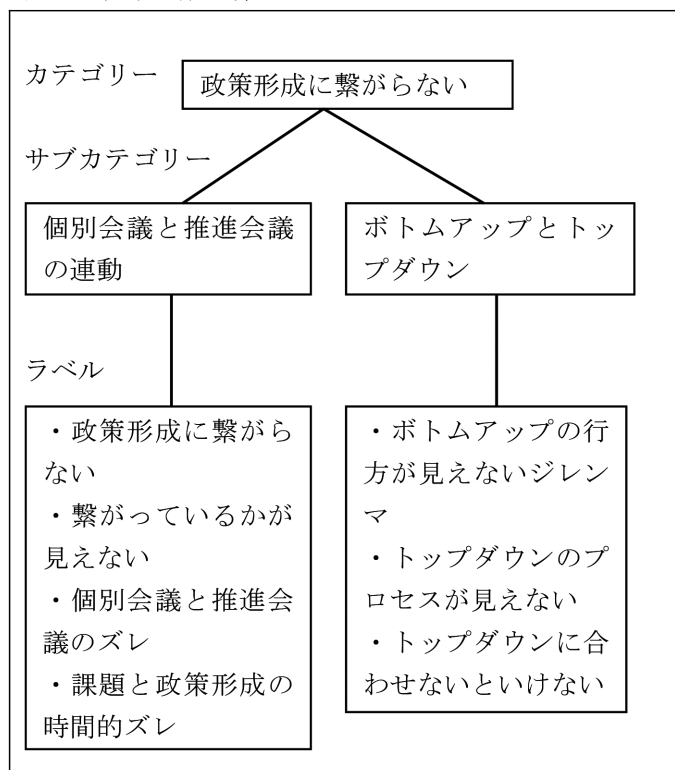 カテゴリー
政策形成に繋がらない
サブカテゴリー
個別会議と推進会議
の連動
ボトムアップとトッ
プダウン
ラベル
・政策形成に繋がら
ない
・繋がっているかが
見えない
・個別会議と推進会
議のズレ
・課題と政策形成の
時間的ズレ
・ボトムアップの行
方が見えないジレン
マ
・トップダウンのプ
ロセスが見えない
・トップダウンに合
わせないといけない